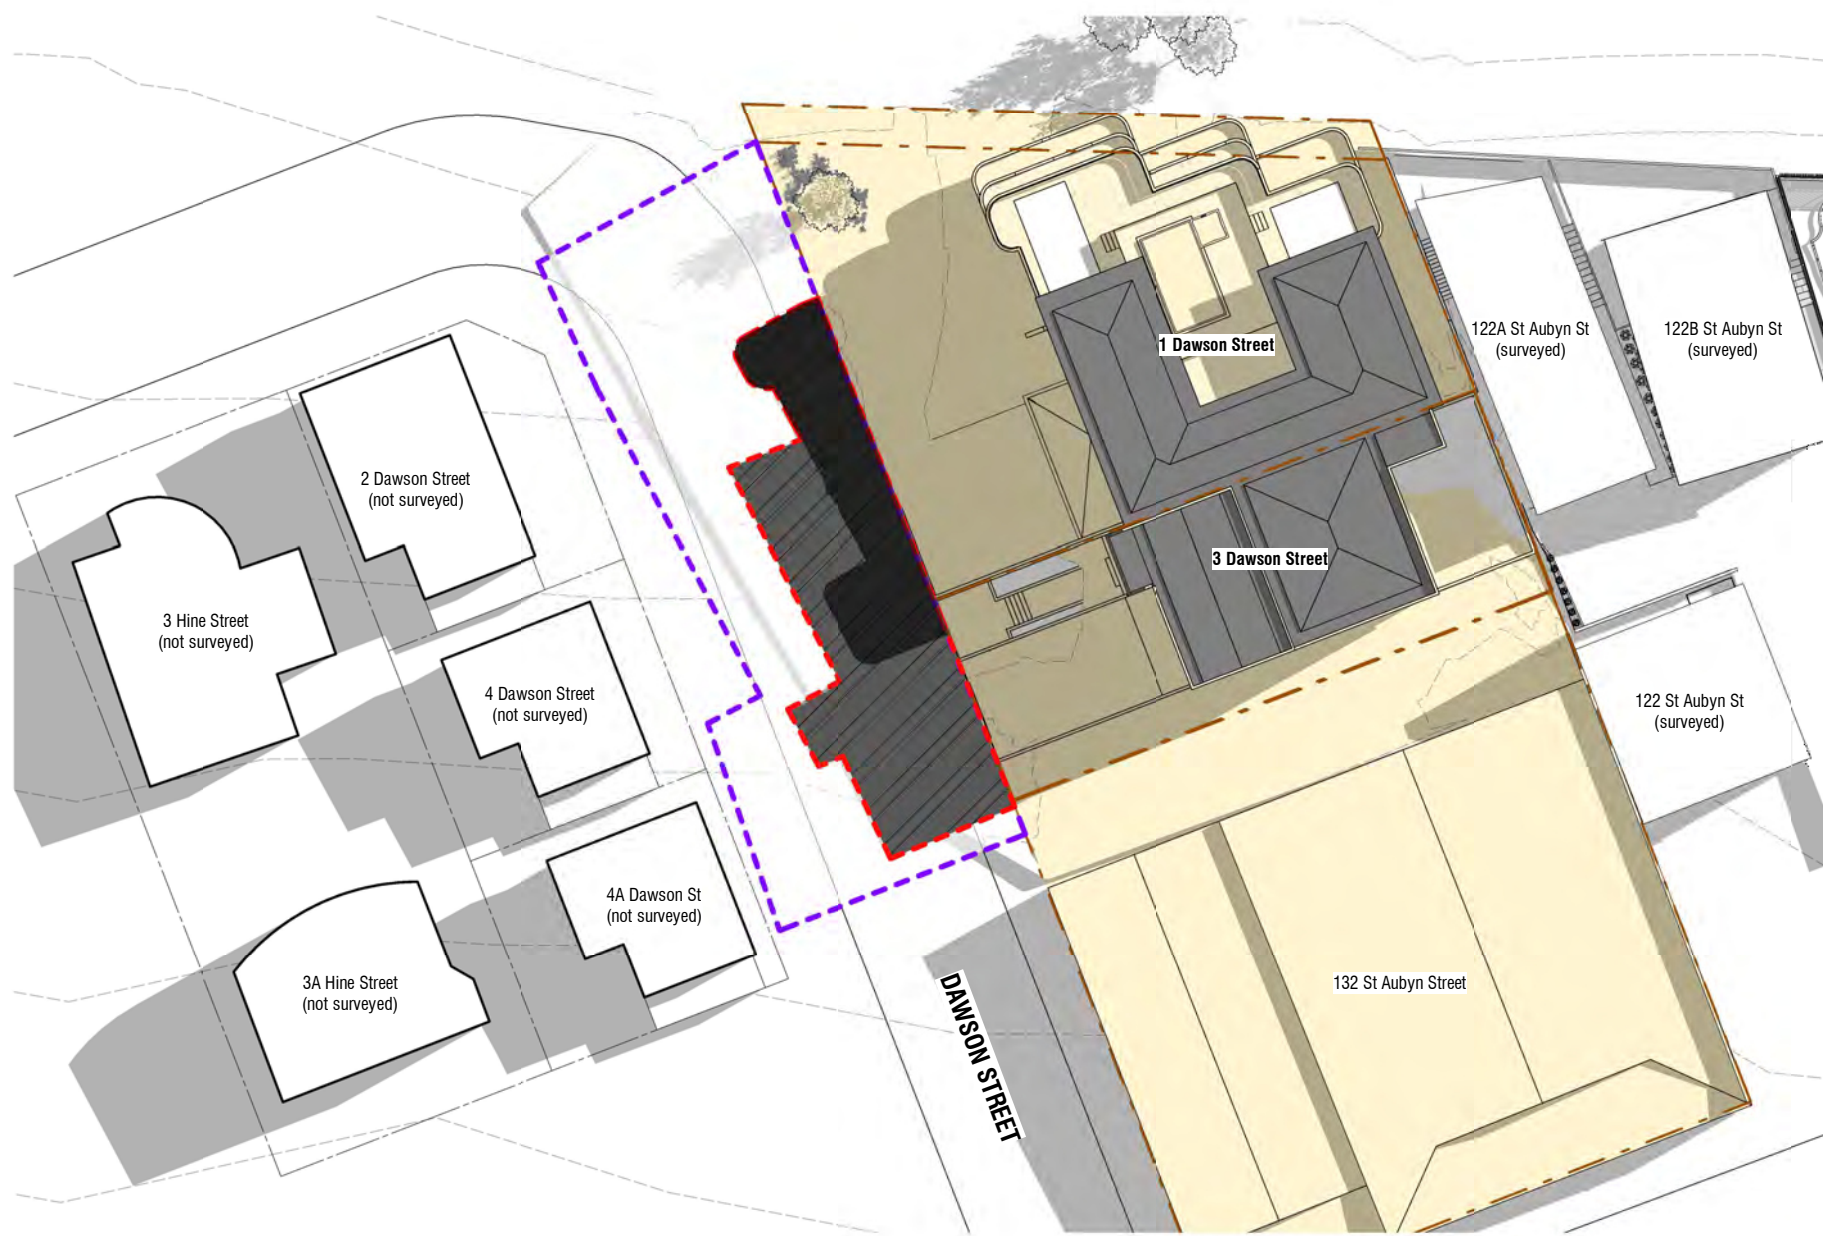 1 Dawson Street
122A St Aubyn St
(surveyed)
122B St Aubyn St
(surveyed)
2 Dawson Street
(not surveyed)
3 Dawson Street
3 Hine Street
(not surveyed)
4 Dawson Street
(not surveyed)
122 St Aubyn St
(surveyed)
4A Dawson St
(not surveyed)
3A Hine Street
(not surveyed)
132 St Aubyn Street
DAWSON STREET